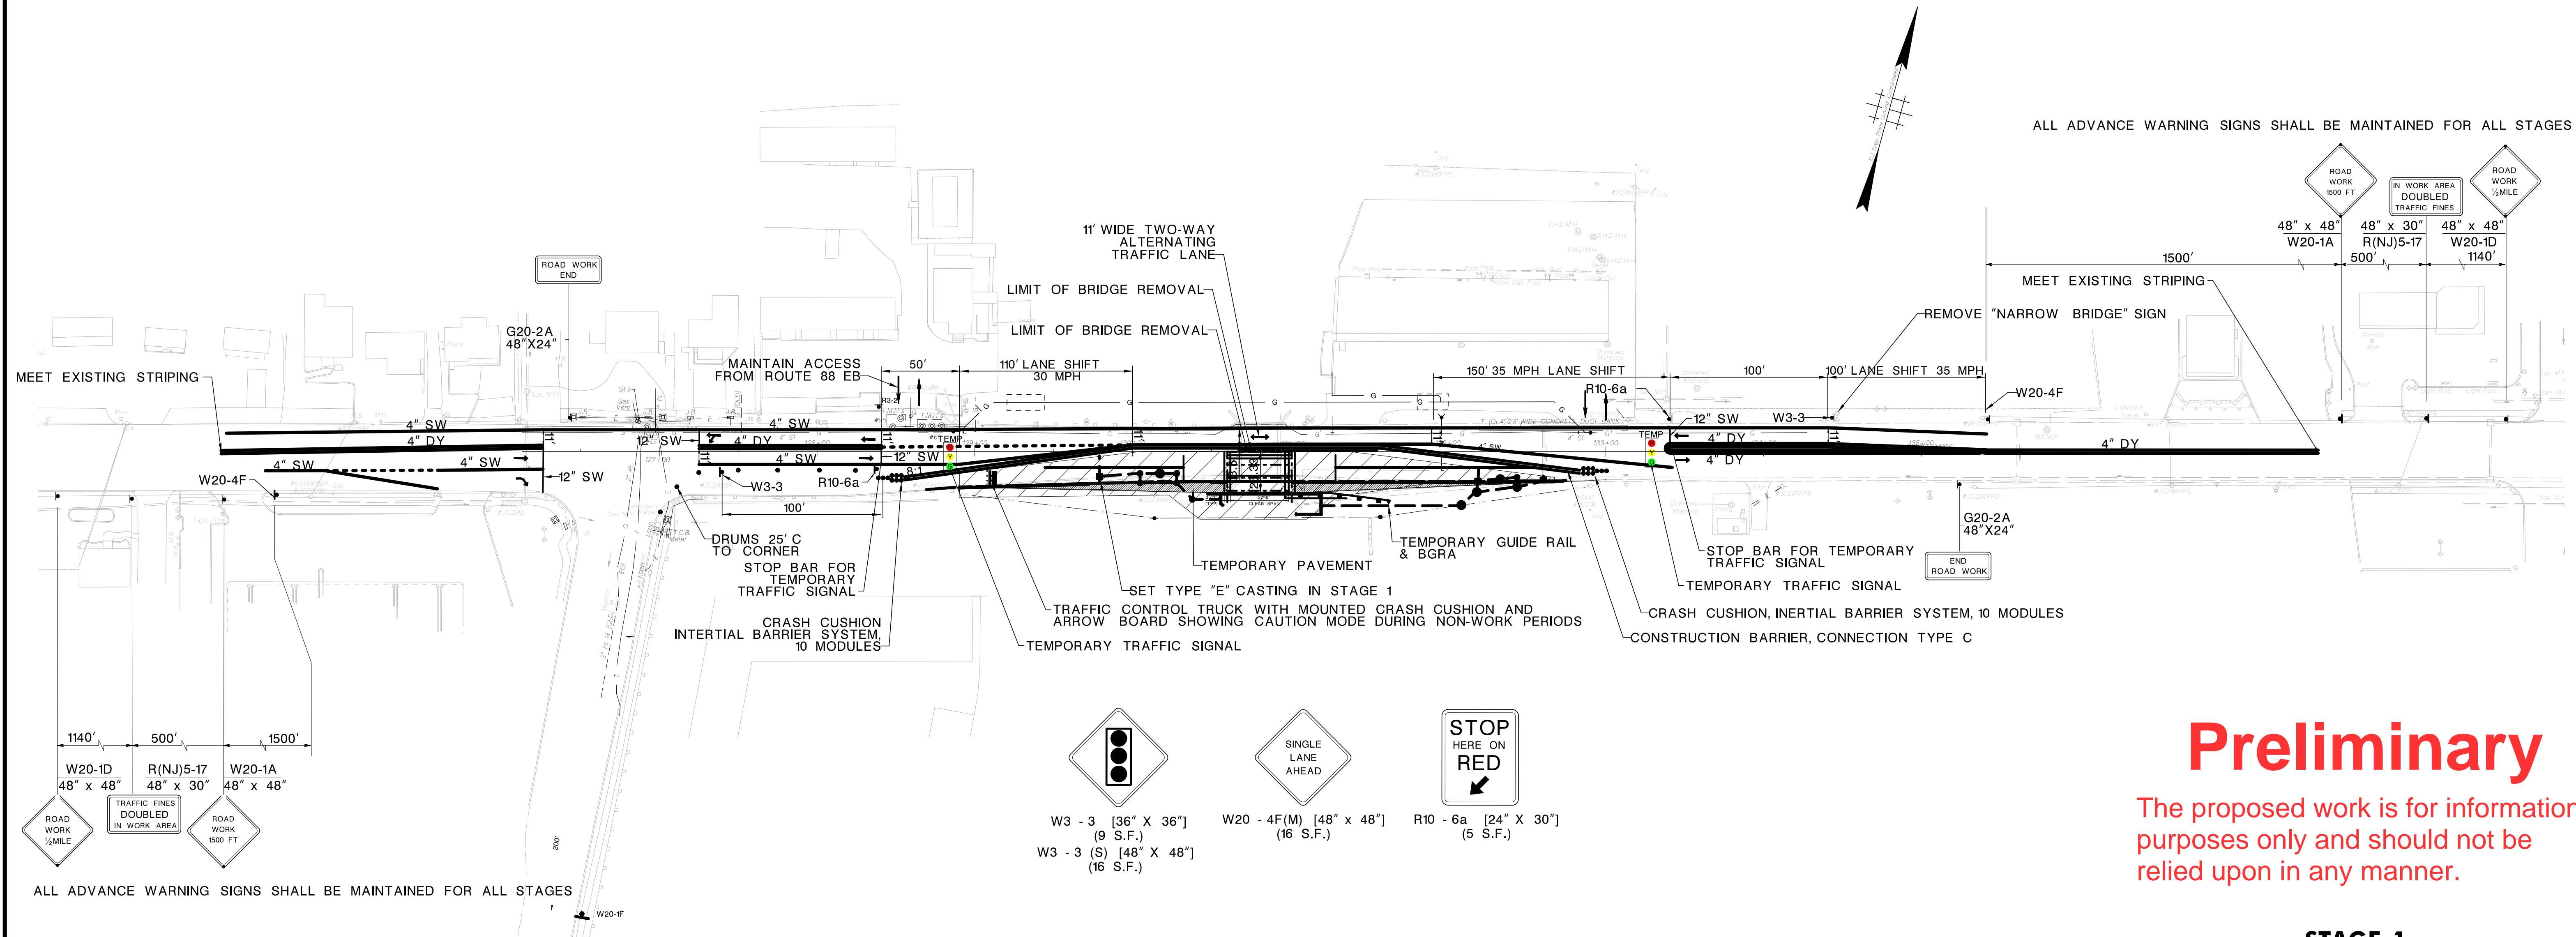 ALL ADVANCE WARNING SIGNS SHALL BE MAINTAINED FOR ALL STAGES
ROAD
WORK
1500 FT
IN WORK AREA
DOUBLED
TRAFFIC FINES
ROAD
WORK
½MILE
48" x 48"
W20-1A
48" x 30"
R(NJ)5-17
48" x 48"
W20-1D
1500'
500'
1140'
11' WIDE TWO-WAY
ALTERNATING
TRAFFIC LANE
LIMIT OF BRIDGE REMOVAL
LIMIT OF BRIDGE REMOVAL
ROAD WORK
END
G20-2A
48"X24"
MEET EXISTING STRIPING
REMOVE "NARROW BRIDGE" SIGN
MAINTAIN ACCESS
FROM ROUTE 88 EB
50'
110' LANE SHIFT
30 MPH
150' 35 MPH LANE SHIFT
100'
100' LANE SHIFT 35 MPH
R10-6a
W20-4F
MEET EXISTING STRIPING
R3-2
4" SW
4" DY
4" SW
4" SW
12" SW
12" SW
4" SW
4" DY
4" SW
12" SW
8:1
TEMP
R
Y
G
11'
11'
4" SW
TEMP
R
Y
12" SW
W3-3
4" DY
4" DY
4" DY
W20-4F
W3-3
R10-6a
100'
CLEAR SPAN
DRUMS 25' C
TO CORNER
STOP BAR FOR
TEMPORARY
TRAFFIC SIGNAL
CRASH CUSHION
INTERTIAL BARRIER SYSTEM,
10 MODULES
TEMPORARY TRAFFIC SIGNAL
TRAFFIC CONTROL TRUCK WITH MOUNTED CRASH CUSHION AND
ARROW BOARD SHOWING CAUTION MODE DURING NON-WORK PERIODS
SET TYPE "E" CASTING IN STAGE 1
TEMPORARY PAVEMENT
TEMPORARY GUIDE RAIL
& BGRA
STOP BAR FOR TEMPORARY
TRAFFIC SIGNAL
TEMPORARY TRAFFIC SIGNAL
CRASH CUSHION, INERTIAL BARRIER SYSTEM, 10 MODULES
CONSTRUCTION BARRIER, CONNECTION TYPE C
G20-2A
48"X24"
END
ROAD WORK
1140'
500'
1500'
W20-1D
48" x 48"
R(NJ)5-17
48" x 30"
W20-1A
48" x 48"
ROAD
WORK
½MILE
TRAFFIC FINES
DOUBLED
IN WORK AREA
ROAD
WORK
1500 FT
ALL ADVANCE WARNING SIGNS SHALL BE MAINTAINED FOR ALL STAGES
200'
W20-1F
W3 - 3 [36" X 36"]
(9 S.F.)
W3 - 3 (S) [48" X 48"]
(16 S.F.)
SINGLE
LANE
AHEAD
W20 - 4F(M) [48" x 48"]
(16 S.F.)
STOP
HERE ON
RED
R10 - 6a [24" X 30"]
(5 S.F.)
Preliminary
The proposed work is for information
purposes only and should not be
relied upon in any manner.
STAGE 1